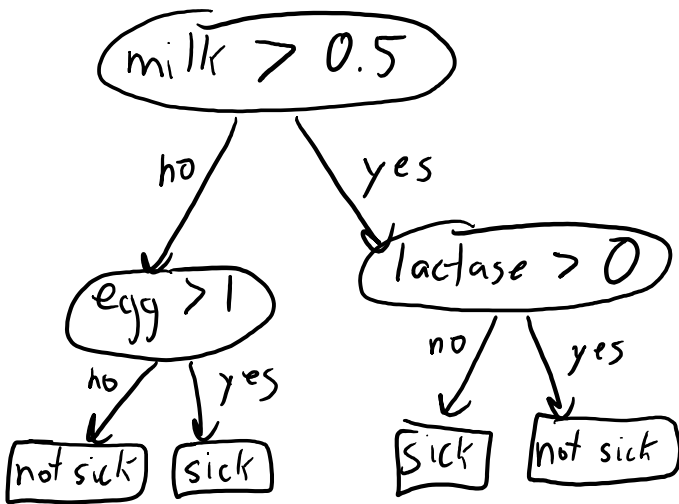 milk > 0.5
no
yes
lactase > 0
egg > 1
no
yes
no
yes
not sick
sick
sick
not sick